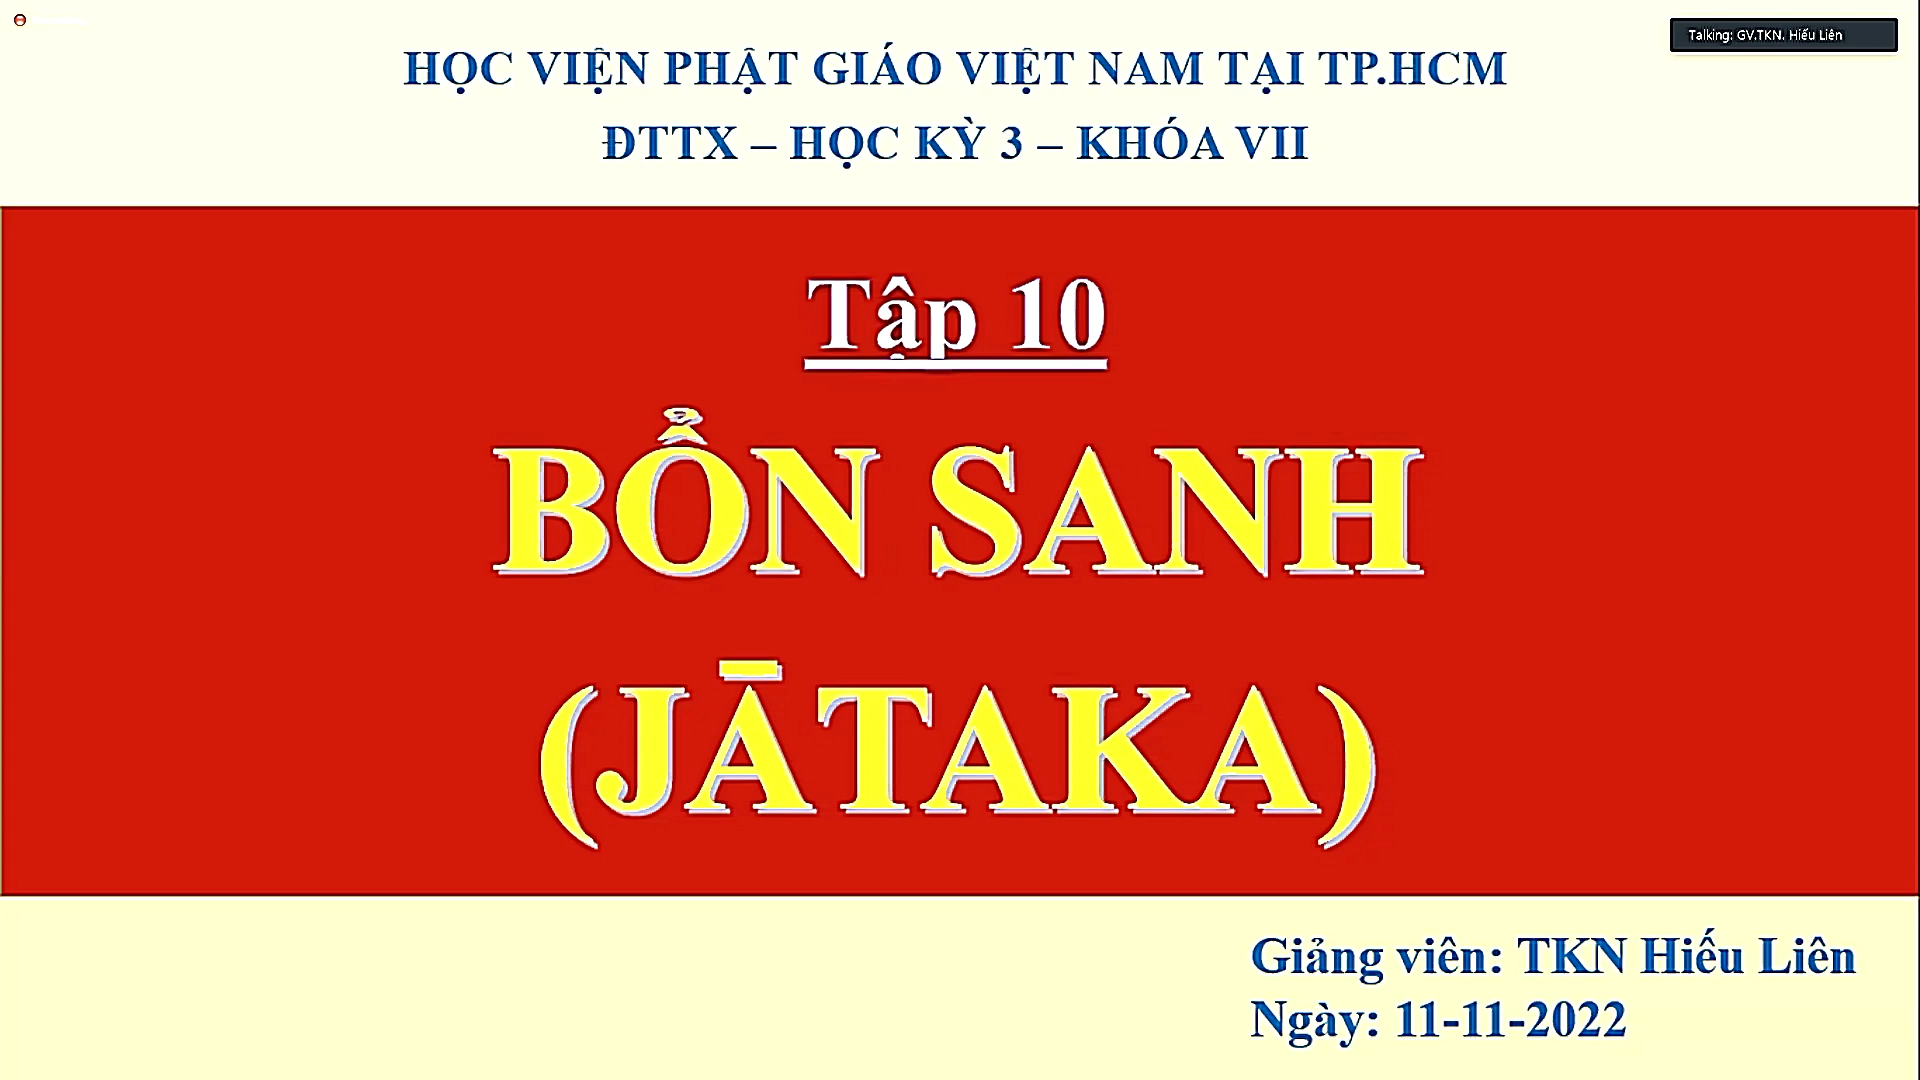 Talking: GV.TKN. Hiếu Liên
HỌC VIỆN PHẬT GIÁO VIỆT NAM TẠI TP.HCM
ĐTTX – HỌC KỲ 3 – KHÓA VII
Tập 10
BỔN SANH
(JĀTAKA)
Giảng viên: TKN Hiếu Liên
Ngày: 11-11-2022